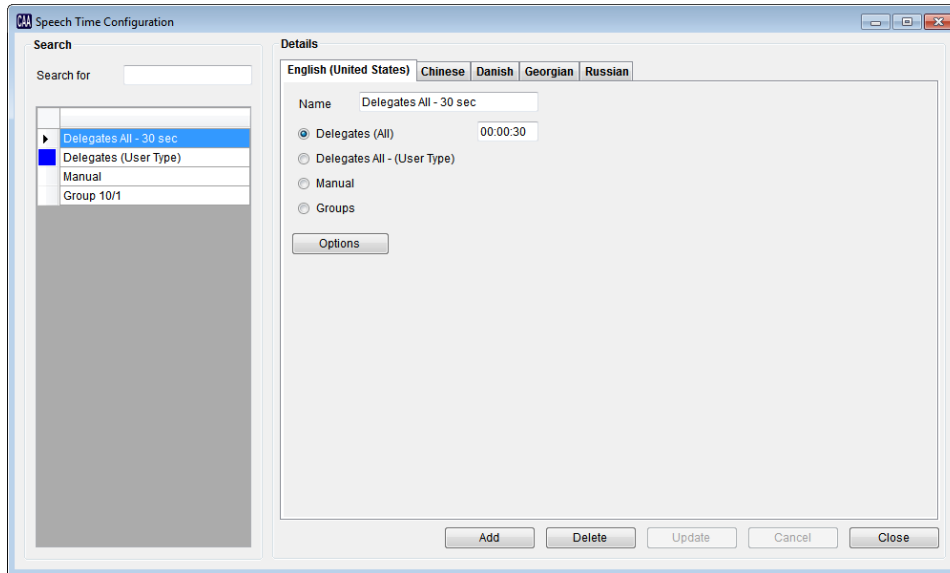 CAA Speech Time Configuration
Search
Search for
Delegates All - 30 sec
Delegates (User Type)
Manual
Group 10/1
Details
English (United States) Chinese Danish Georgian Russian
Name Delegates All - 30 sec
Delegates (All) 00:00:30
Delegates All - (User Type)
Manual
Groups
Options
Add Delete Update Cancel Close